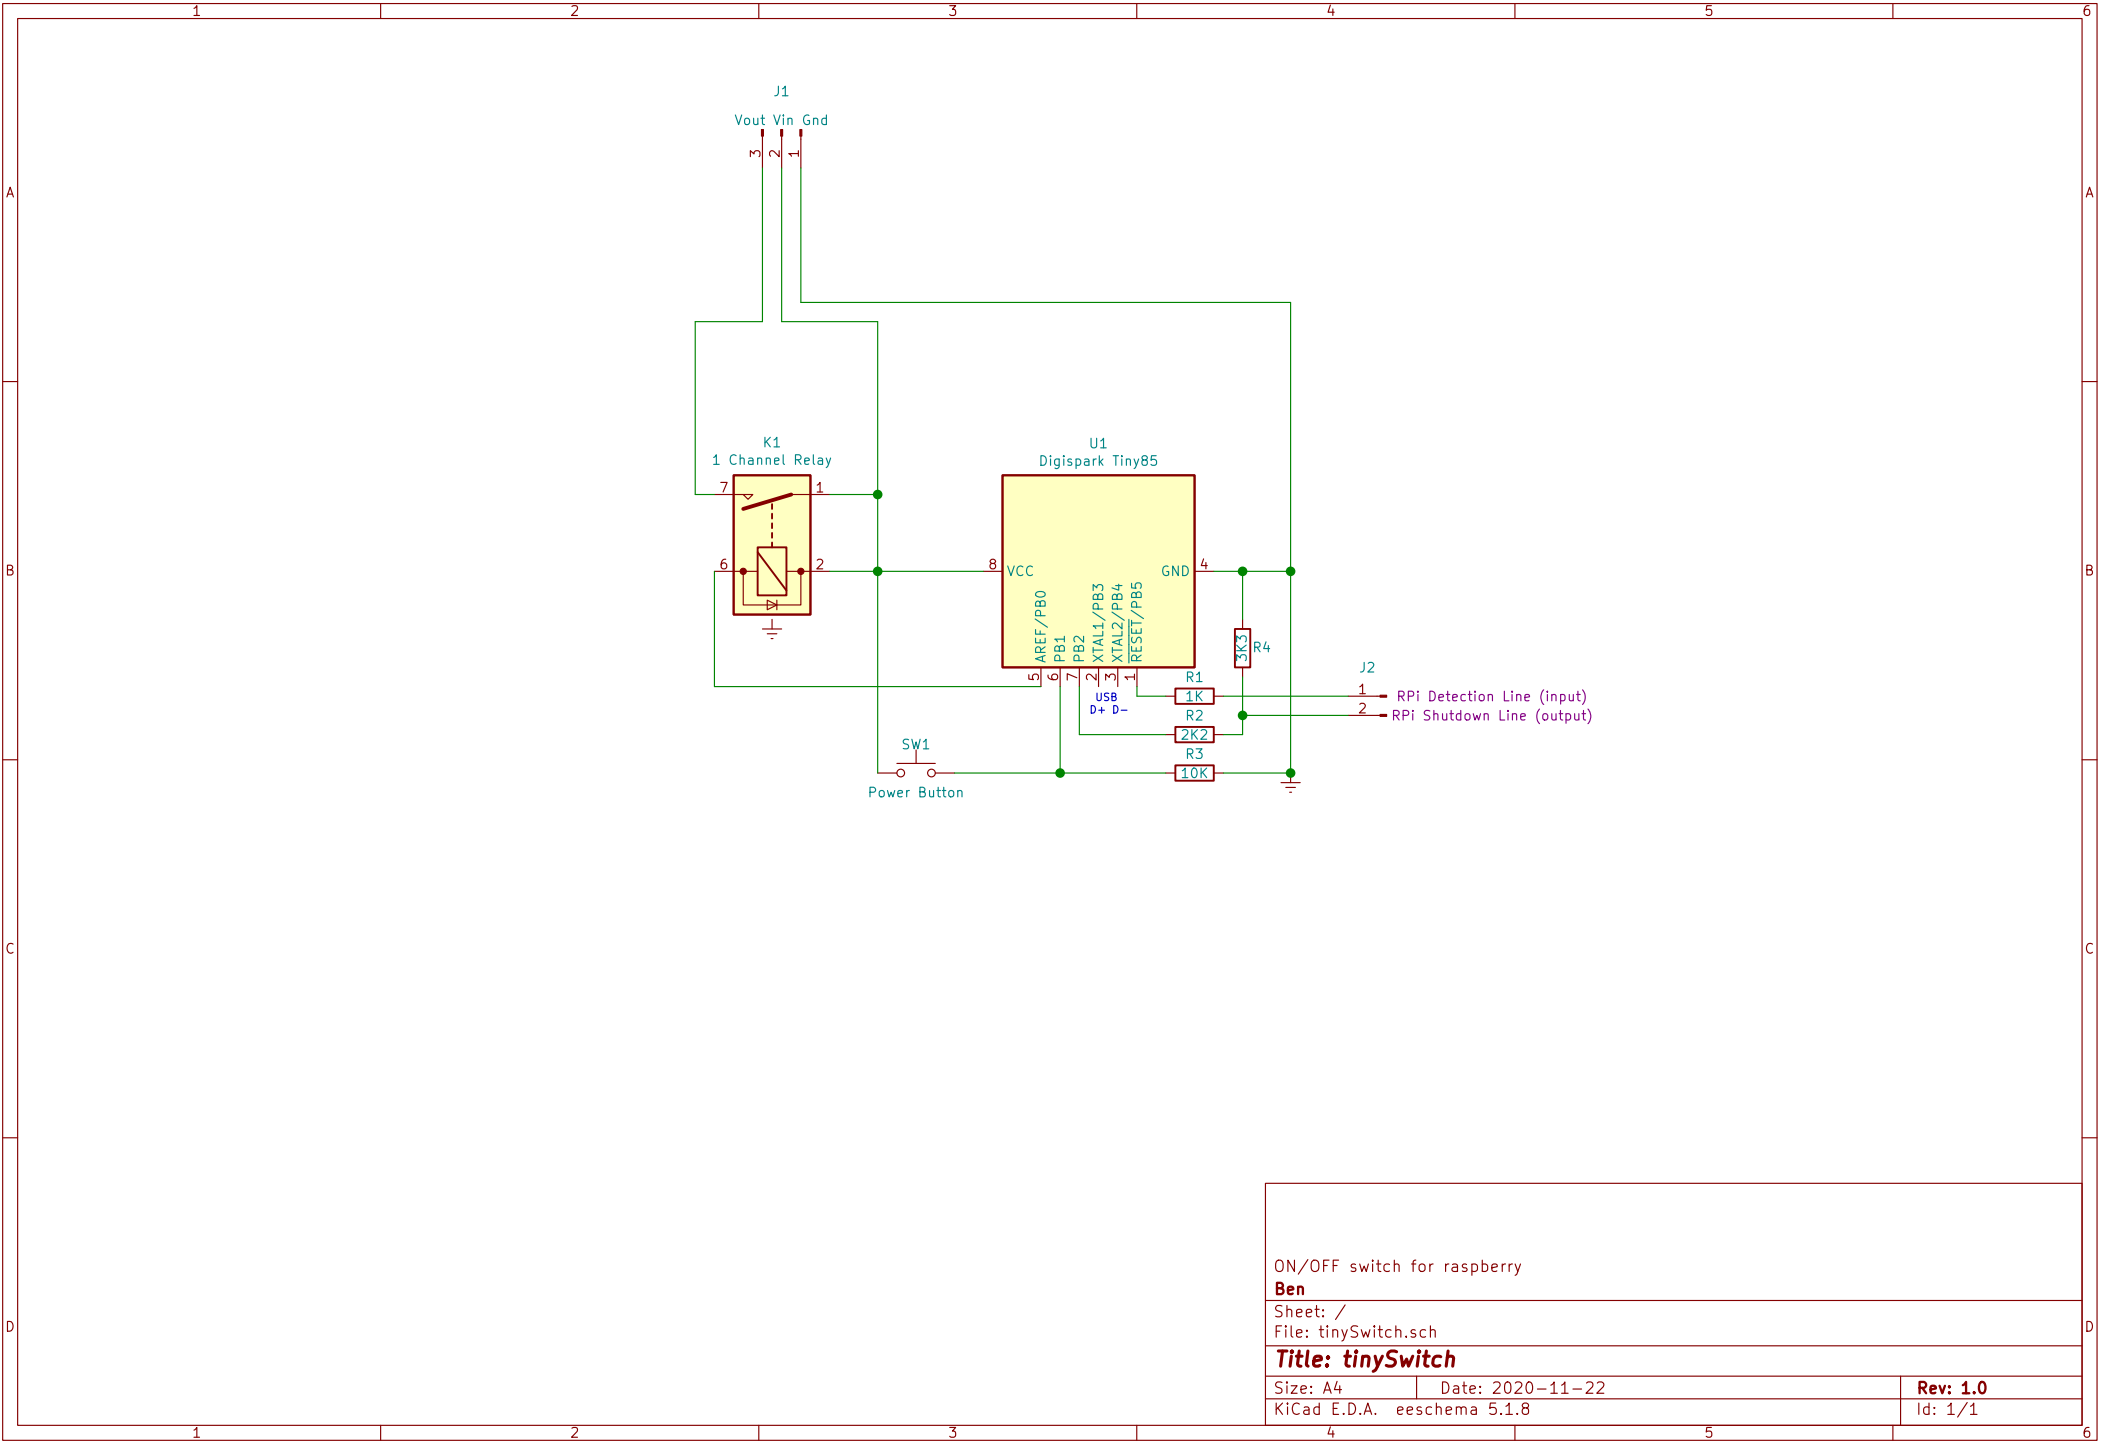 1 2 3 4 5 6
J1
Vout Vin Gnd
3 2 1
A A
K1
1 Channel Relay
U1
Digispark Tiny85
7 1
6 2
8 VCC
GND 4
B B
AREF/PB0
PB1
PB2
XTAL1/PB3
XTAL2/PB4
RESET/PB5
5 6 7 2 3 1
USB
D+ D-
3K3 R4
R1
1K
R2
2K2
R3
10K
J2
1 RPi Detection Line (input)
2 RPi Shutdown Line (output)
SW1
Power Button
C C
ON/OFF switch for raspberry
Ben
Sheet: /
File: tinySwitch.sch
D D
Title: tinySwitch
Size: A4 Date: 2020-11-22 Rev: 1.0
KiCad E.D.A. eeschema 5.1.8 Id: 1/1
1 2 3 4 5 6